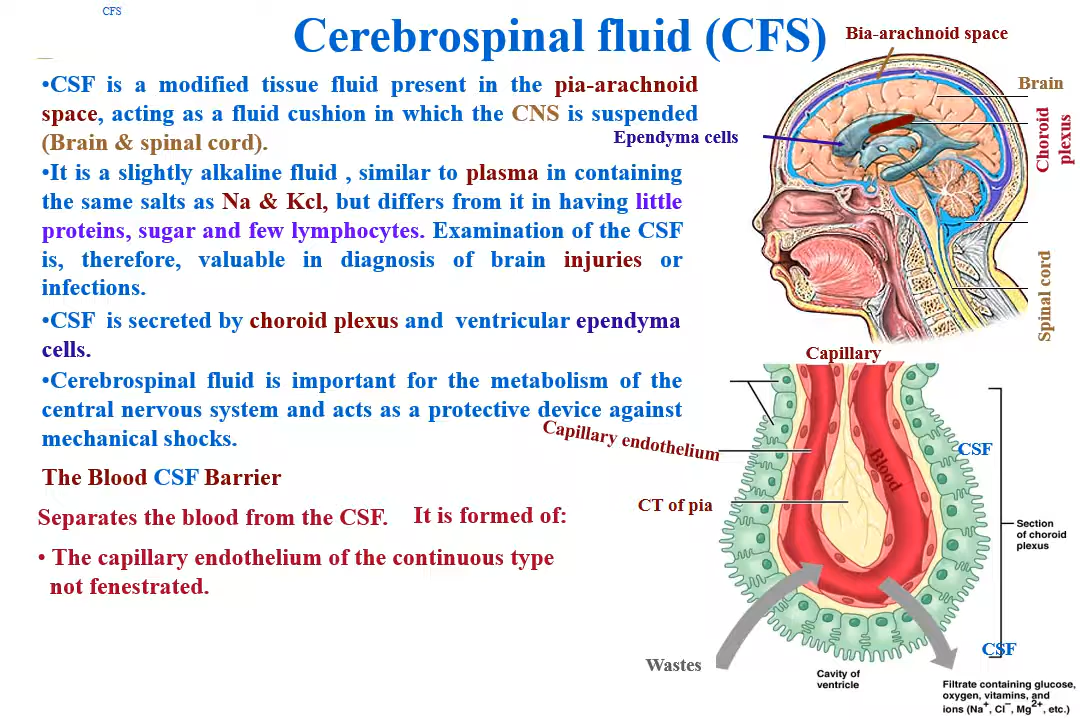 CFS
Cerebrospinal fluid (CFS)
•CSF is a modified tissue fluid present in the pia-arachnoid
space, acting as a fluid cushion in which the CNS is suspended
(Brain & spinal cord).
•It is a slightly alkaline fluid , similar to plasma in containing
the same salts as Na & Kcl, but differs from it in having little
proteins, sugar and few lymphocytes. Examination of the CSF
is, therefore, valuable in diagnosis of brain injuries or
infections.
•CSF is secreted by choroid plexus and ventricular ependyma
cells.
•Cerebrospinal fluid is important for the metabolism of the
central nervous system and acts as a protective device against
mechanical shocks.
The Blood CSF Barrier
Separates the blood from the CSF. It is formed of:
• The capillary endothelium of the continuous type
not fenestrated.
Bia-arachnoid space
Brain
Choroid
plexus
Ependyma cells
Spinal cord
Capillary
Capillary endothelium
Blood
CSF
CT of pia
Section
of choroid
plexus
CSF
Wastes
Cavity of
ventricle
Filtrate containing glucose,
oxygen, vitamins, and
ions (Na+, Cl−, Mg2+, etc.)